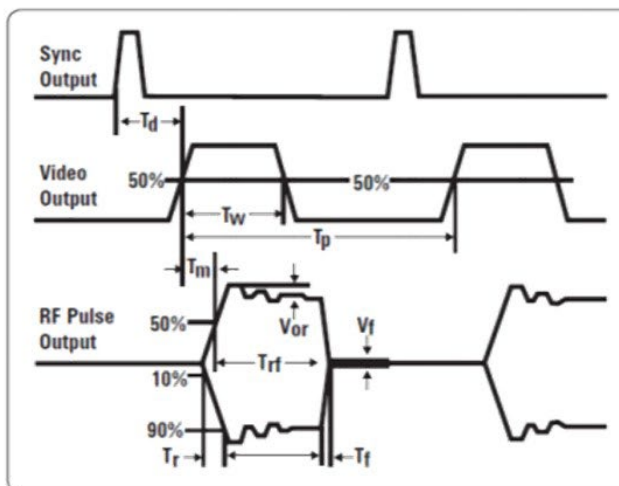 Sync
Output
Td
Video
Output
50%
50%
Tw
Tp
Tm
RF Pulse
Output
50%
Vor
Vf
Trf
10%
90%
Tr
Tf